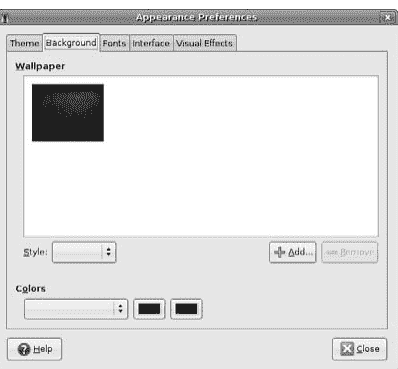 Appearance Preferences
Theme Background Fonts Interface Visual Effects
Wallpaper
Style: Add... Remove
Colors
Help Close